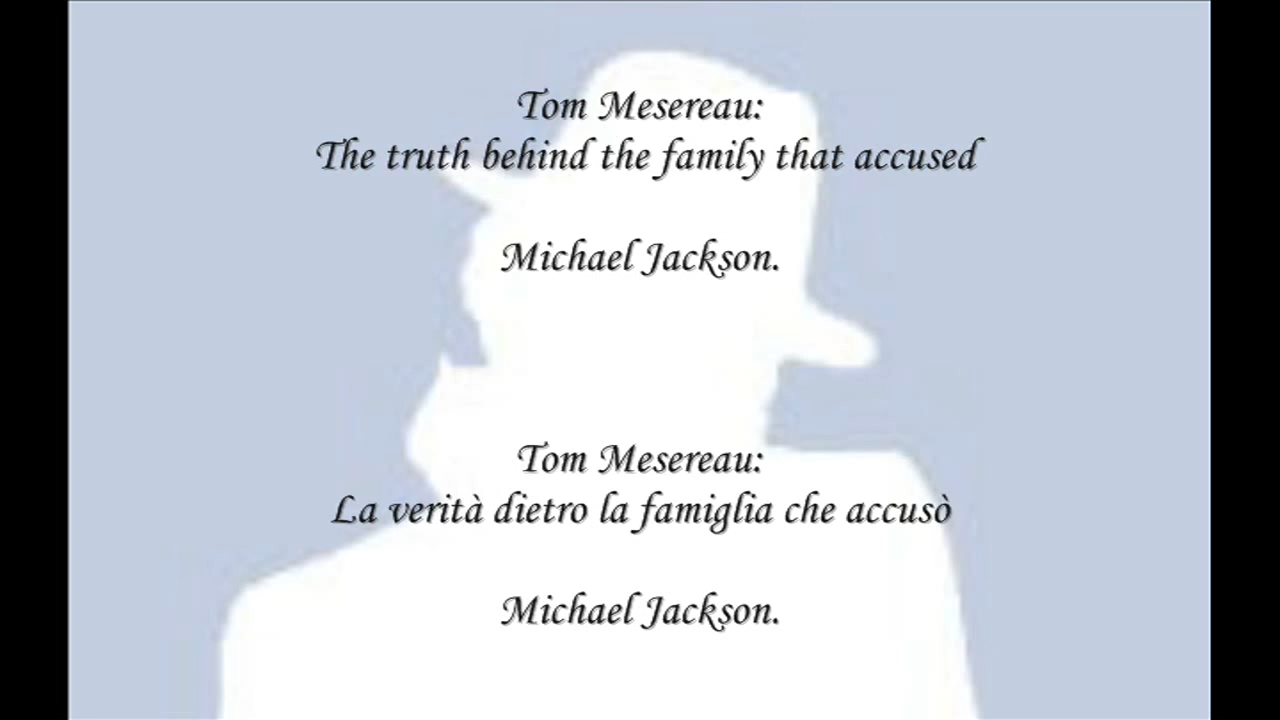 Tom Mesereau:
The truth behind the family that accused
Michael Jackson.
Tom Mesereau:
La verità dietro la famiglia che accusò
Michael Jackson.